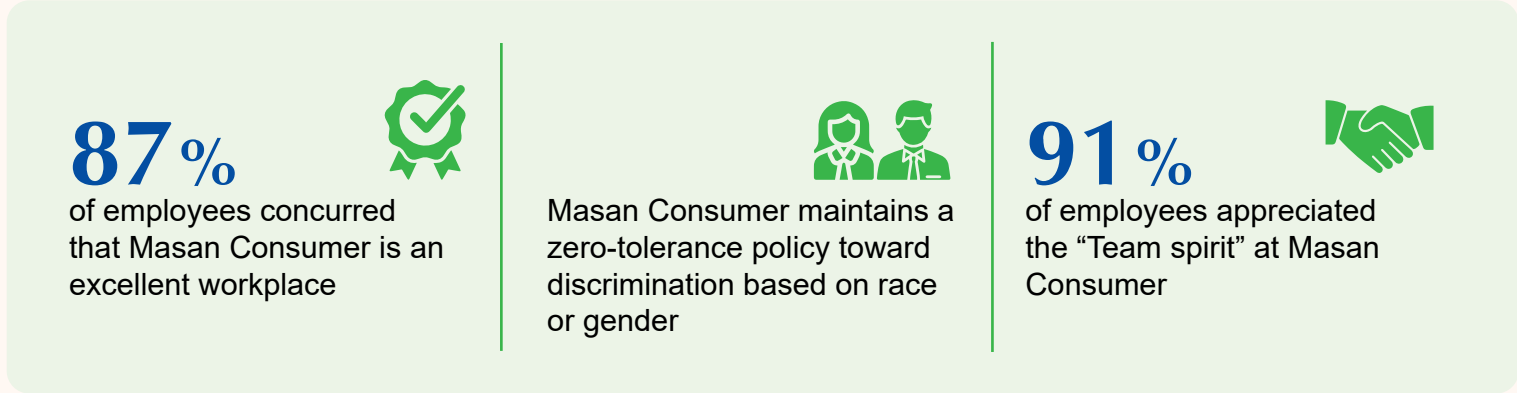 87%
of employees concurred
that Masan Consumer is an
excellent workplace
Masan Consumer maintains a
zero-tolerance policy toward
discrimination based on race
or gender
91%
of employees appreciated
the “Team spirit” at Masan
Consumer